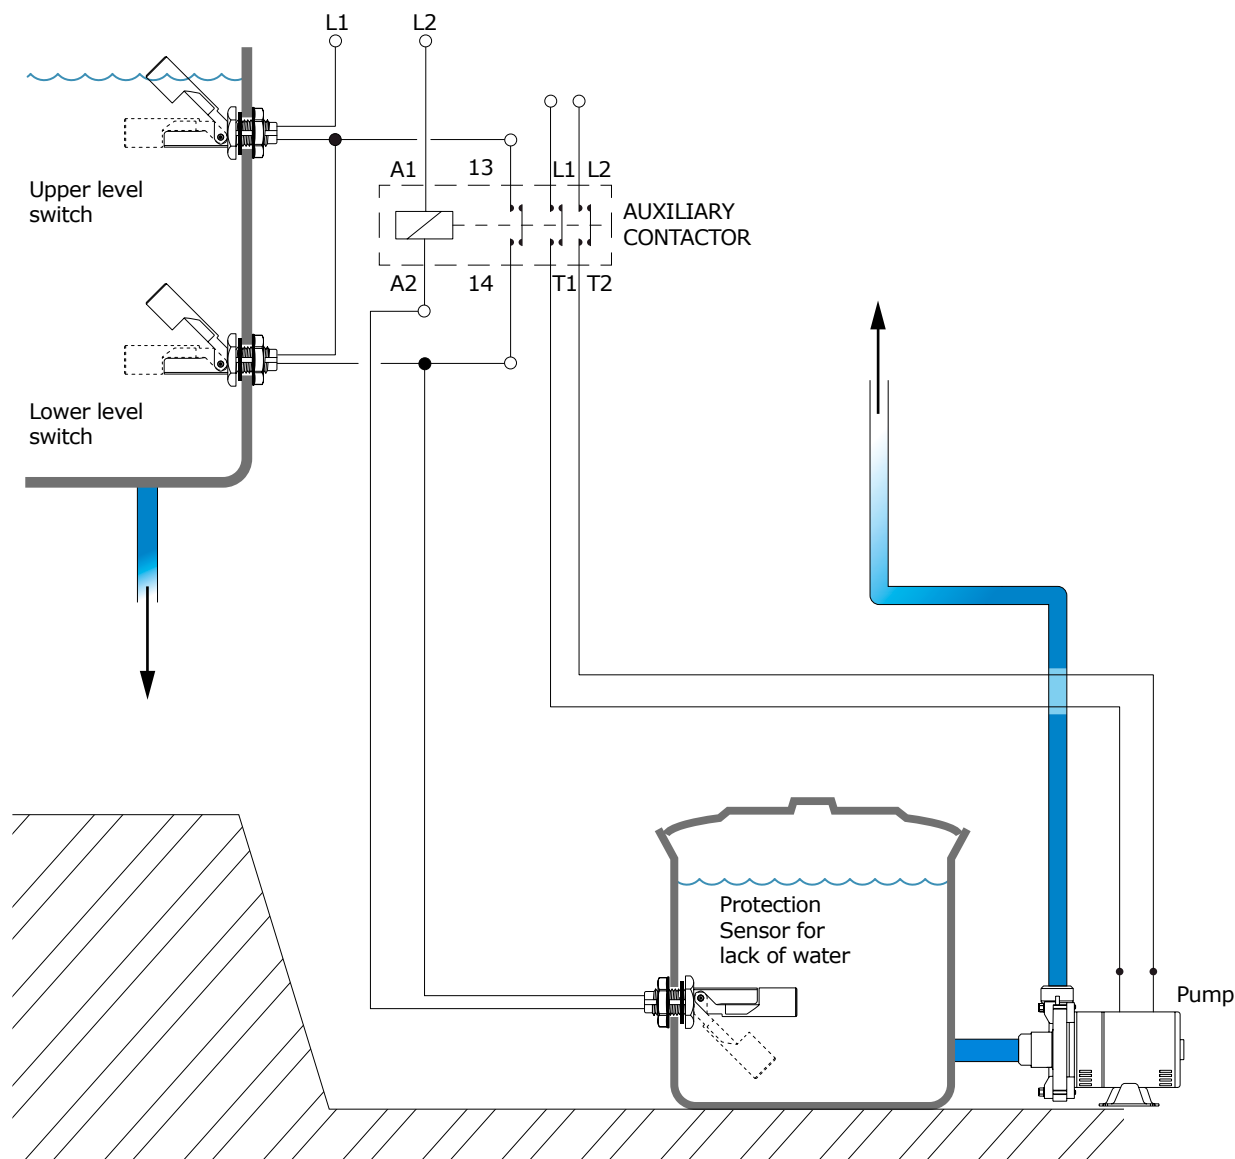 L1
L2
Upper level
switch
A1
13
L1
L2
AUXILIARY
CONTACTOR
A2
14
T1
T2
Lower level
switch
Protection
Sensor for
lack of water
Pump